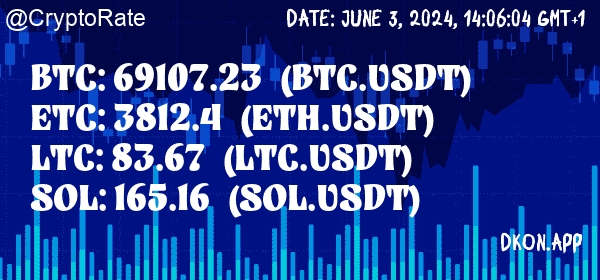 @CryptoRate
DATE: JUNE 3, 2024, 14:06:04 GMT+1
BTC: 69107.23 (BTC.USDT)
ETC: 3812.4 (ETH.USDT)
LTC: 83.67 (LTC.USDT)
SOL: 165.16 (SOL.USDT)
DKON.APP